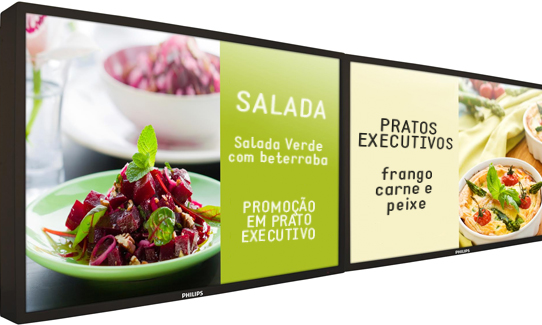 SALADA
Salada Verde
com beterraba
PROMOÇÃO
EM PRATO
EXECUTIVO
PHILIPS
PRATOS
EXECUTIVOS
frango
carne e
peixe
PHILIPS